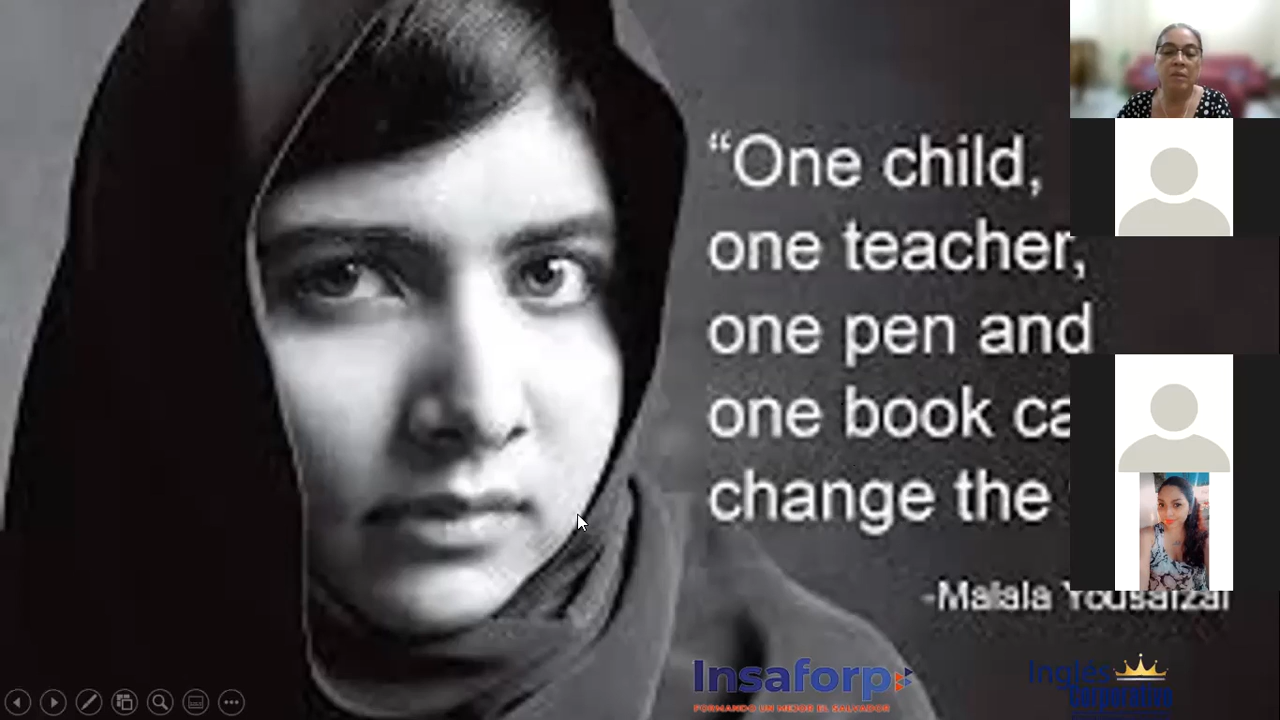 “One child,
one teacher,
one pen and
one book ca
change the
-Malala Yousafzai
Insaforp
FORMANDO UN MEJOR EL SALVADOR
Inglés
Corporativo